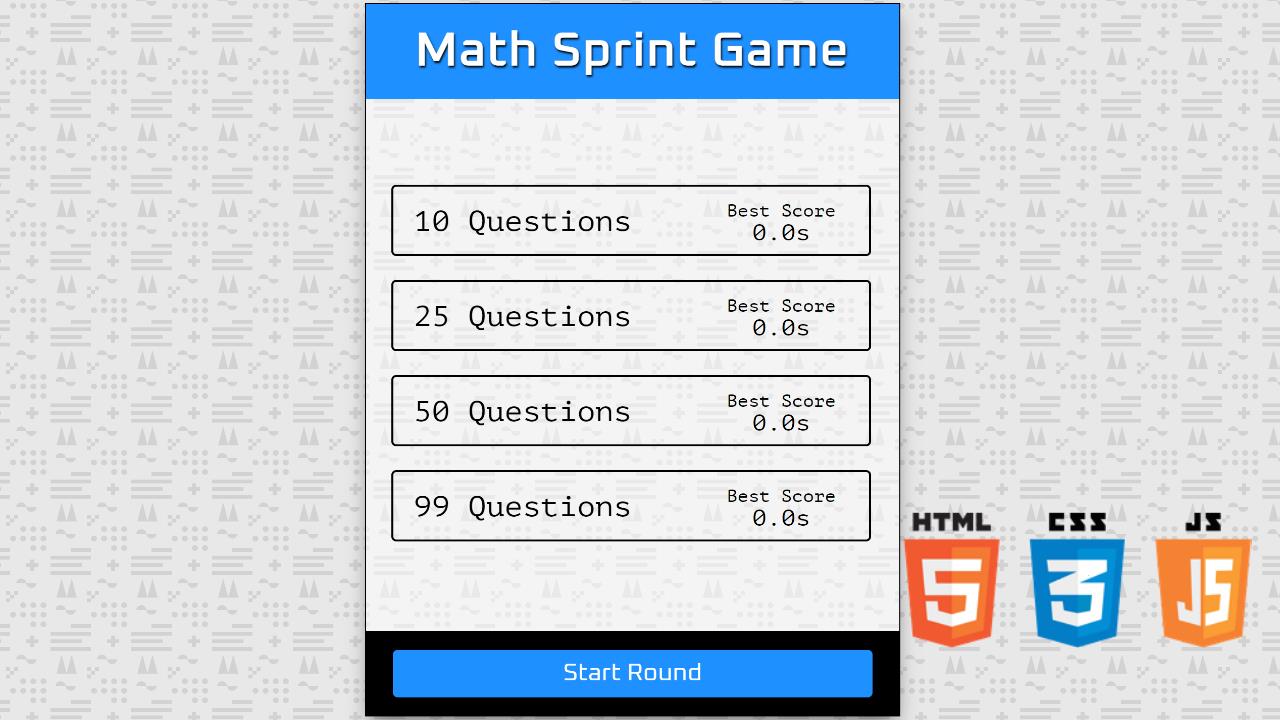 Math Sprint Game
10 Questions
Best Score
0.0s
25 Questions
Best Score
0.0s
50 Questions
Best Score
0.0s
99 Questions
Best Score
0.0s
HTML CSS JS
5 3 JS
Start Round